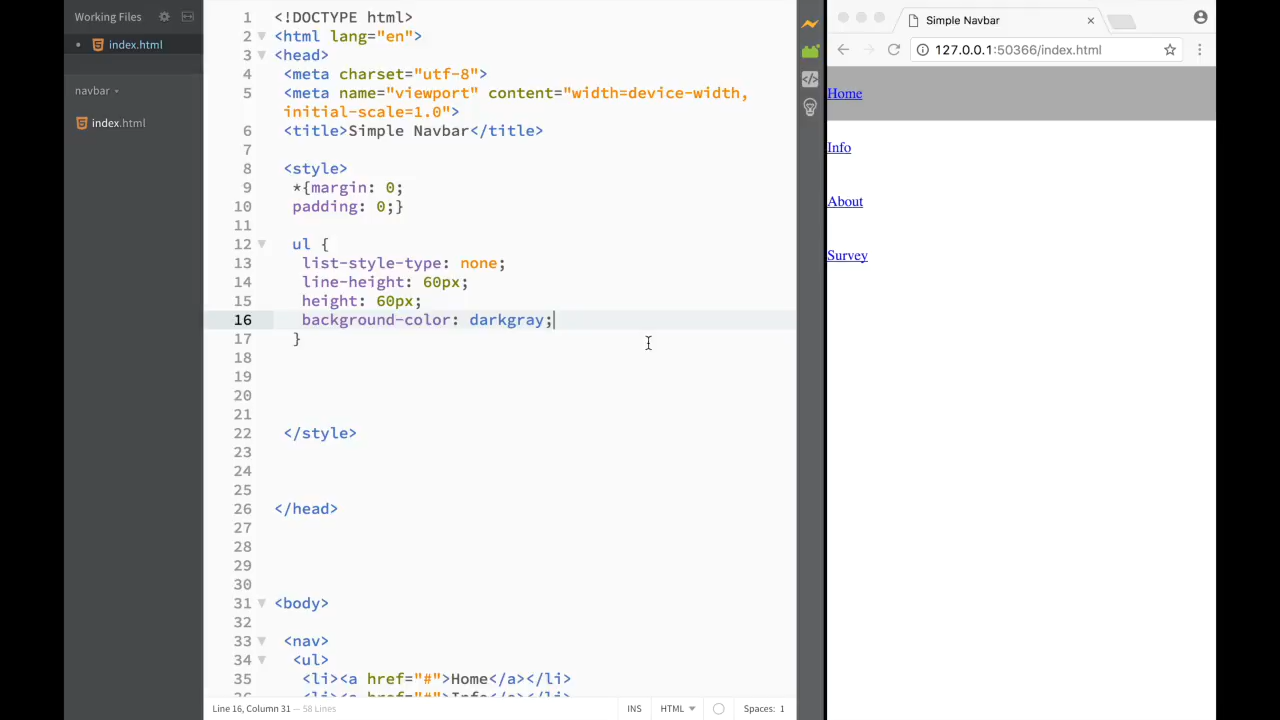 Working Files
index.html
navbar
index.html
1 <!DOCTYPE html>
2 <html lang="en">
3 <head>
4 <meta charset="utf-8">
5 <meta name="viewport" content="width=device-width,
initial-scale=1.0">
6 <title>Simple Navbar</title>
7
8 <style>
9 *{margin: 0;
10 padding: 0;}
11
12 ul {
13 list-style-type: none;
14 line-height: 60px;
15 height: 60px;
16 background-color: darkgray;
17 }
18
19
20
21
22 </style>
23
24
25
26 </head>
27
28
29
30
31 <body>
32
33 <nav>
34 <ul>
35 <li><a href="#">Home</a></li>
36 <li><a href="#">Info</a></li>
Line 16, Column 31 — 58 Lines
INS
HTML
Spaces: 1
Simple Navbar
127.0.0.1:50366/index.html
Home
Info
About
Survey